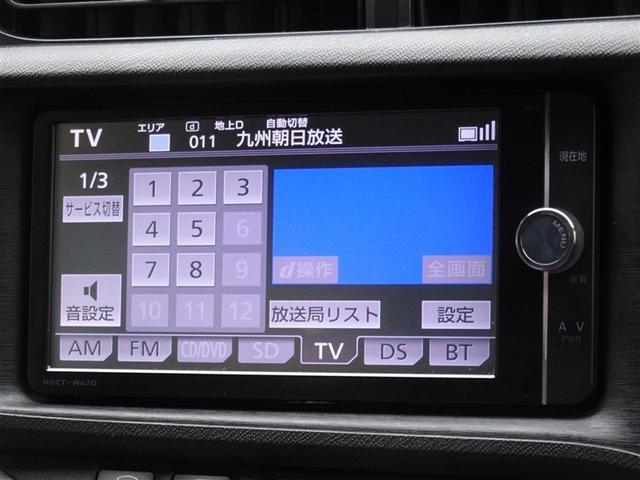 TV エリア d 地上D 自動切替
011 九州朝日放送
1/3
サービス切替
1 2 3
4 5 6
7 8 9
10 11 12
d操作 全画面
音設定
放送局リスト 設定
AM FM CD/DVD SD TV DS BT
NSZT-W62G
現在地
MENU
画質
A V
PWR